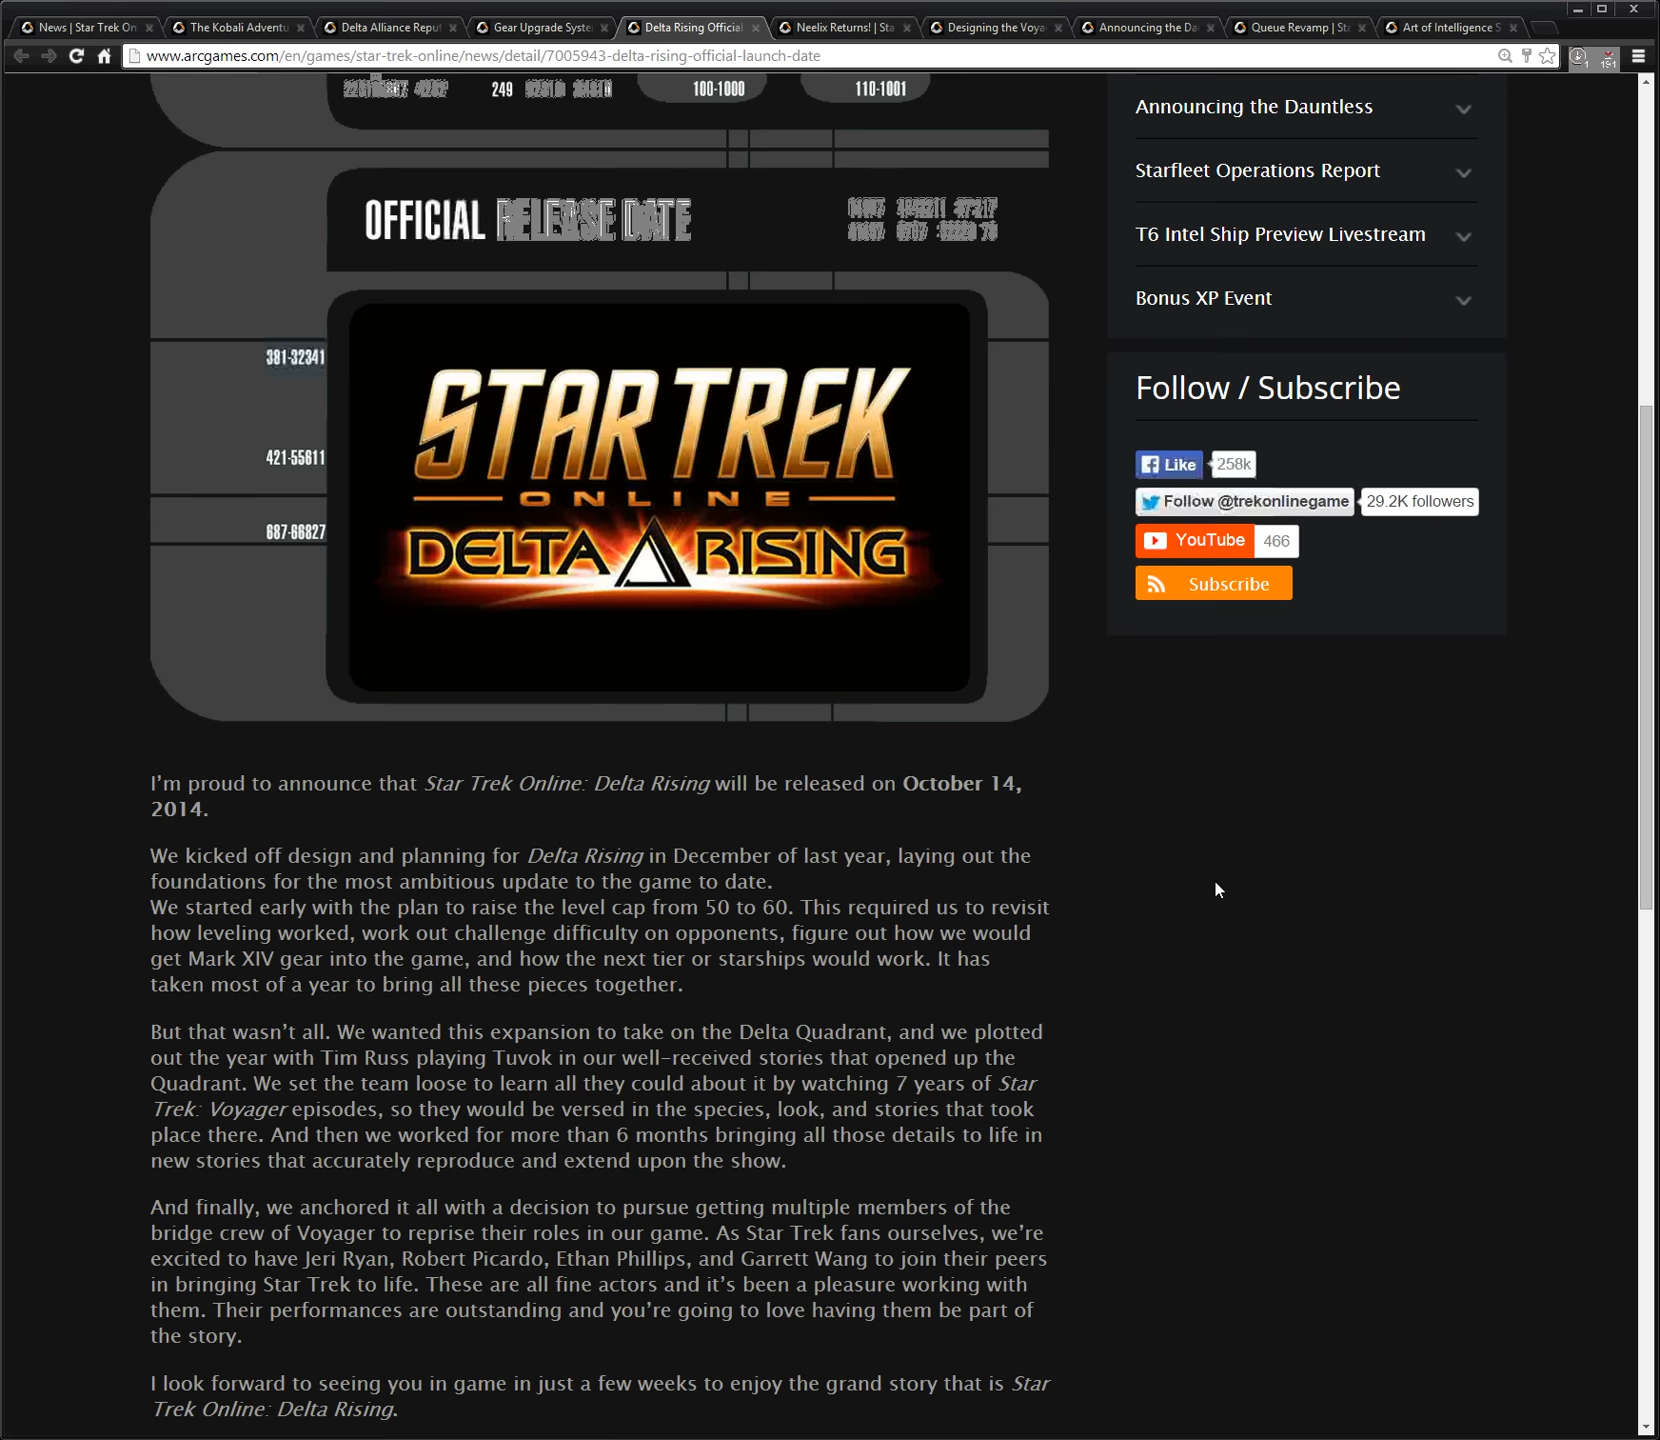 News | Star Trek On
The Kobali Adventu
Delta Alliance Reput
Gear Upgrade Syste
Delta Rising Official
Neelix Returns! | Sta
Designing the Voya
Announcing the Da
Queue Revamp | Sta
Art of Intelligence S
www.arcgames.com/en/games/star-trek-online/news/detail/7005943-delta-rising-official-launch-date
1
191
249
100-1000
110-1001
OFFICIAL RELEASE DATE
381-32341
421-55611
687-66827
STAR TREK
ONLINE
DELTA RISING
I’m proud to announce that Star Trek Online: Delta Rising will be released on October 14,
2014.
We kicked off design and planning for Delta Rising in December of last year, laying out the
foundations for the most ambitious update to the game to date.
We started early with the plan to raise the level cap from 50 to 60. This required us to revisit
how leveling worked, work out challenge difficulty on opponents, figure out how we would
get Mark XIV gear into the game, and how the next tier or starships would work. It has
taken most of a year to bring all these pieces together.
But that wasn’t all. We wanted this expansion to take on the Delta Quadrant, and we plotted
out the year with Tim Russ playing Tuvok in our well-received stories that opened up the
Quadrant. We set the team loose to learn all they could about it by watching 7 years of Star
Trek: Voyager episodes, so they would be versed in the species, look, and stories that took
place there. And then we worked for more than 6 months bringing all those details to life in
new stories that accurately reproduce and extend upon the show.
And finally, we anchored it all with a decision to pursue getting multiple members of the
bridge crew of Voyager to reprise their roles in our game. As Star Trek fans ourselves, we’re
excited to have Jeri Ryan, Robert Picardo, Ethan Phillips, and Garrett Wang to join their peers
in bringing Star Trek to life. These are all fine actors and it’s been a pleasure working with
them. Their performances are outstanding and you’re going to love having them be part of
the story.
I look forward to seeing you in game in just a few weeks to enjoy the grand story that is Star
Trek Online: Delta Rising.
Announcing the Dauntless
Starfleet Operations Report
T6 Intel Ship Preview Livestream
Bonus XP Event
Follow / Subscribe
Like 258k
Follow @trekonlinegame 29.2K followers
YouTube 466
Subscribe